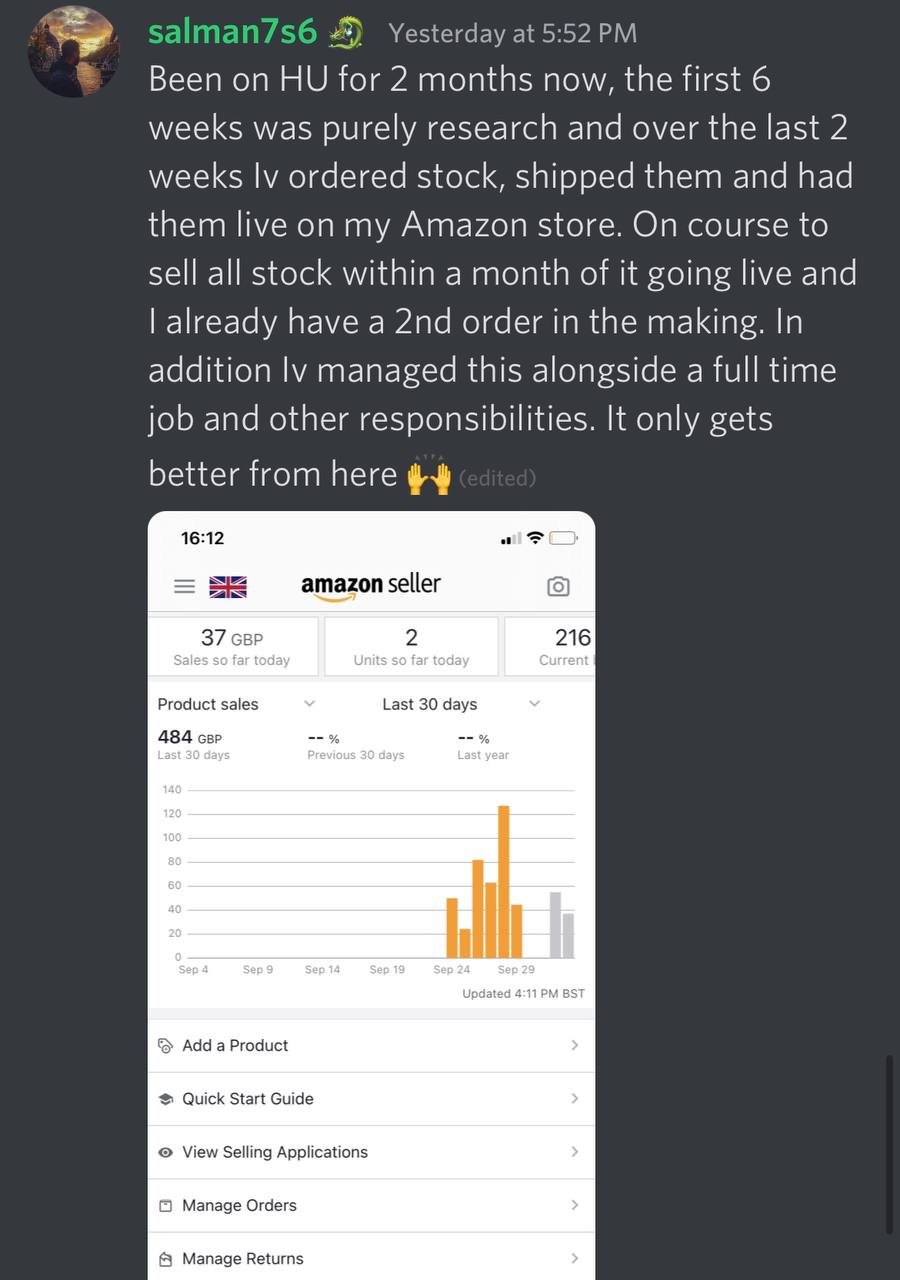 salman7s6 Yesterday at 5:52 PM
Been on HU for 2 months now, the first 6
weeks was purely research and over the last 2
weeks Iv ordered stock, shipped them and had
them live on my Amazon store. On course to
sell all stock within a month of it going live and
I already have a 2nd order in the making. In
addition Iv managed this alongside a full time
job and other responsibilities. It only gets
better from here 🙌 (edited)
16:12
amazon seller
37 GBP 2 216
Sales so far today Units so far today Current
Product sales Last 30 days
484 GBP -- % -- %
Last 30 days Previous 30 days Last year
140
120
100
80
60
40
20
0
Sep 4 Sep 9 Sep 14 Sep 19 Sep 24 Sep 29
Updated 4:11 PM BST
Add a Product
Quick Start Guide
View Selling Applications
Manage Orders
Manage Returns